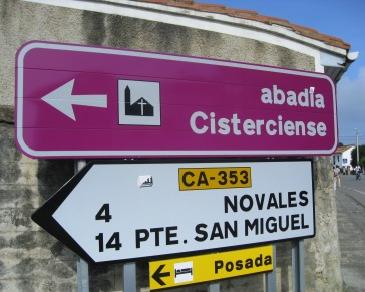 abadía
Cisterciense
CA-353
4 NOVALES
14 PTE. SAN MIGUEL
Posada